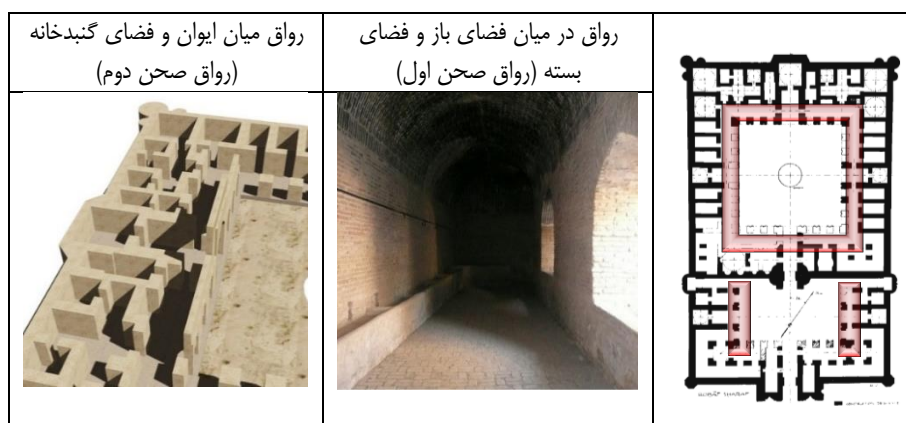 رواق در میان فضای باز و فضای
بسته (رواق صحن اول)
رواق میان ایوان و فضای گنبدخانه
(رواق صحن دوم)